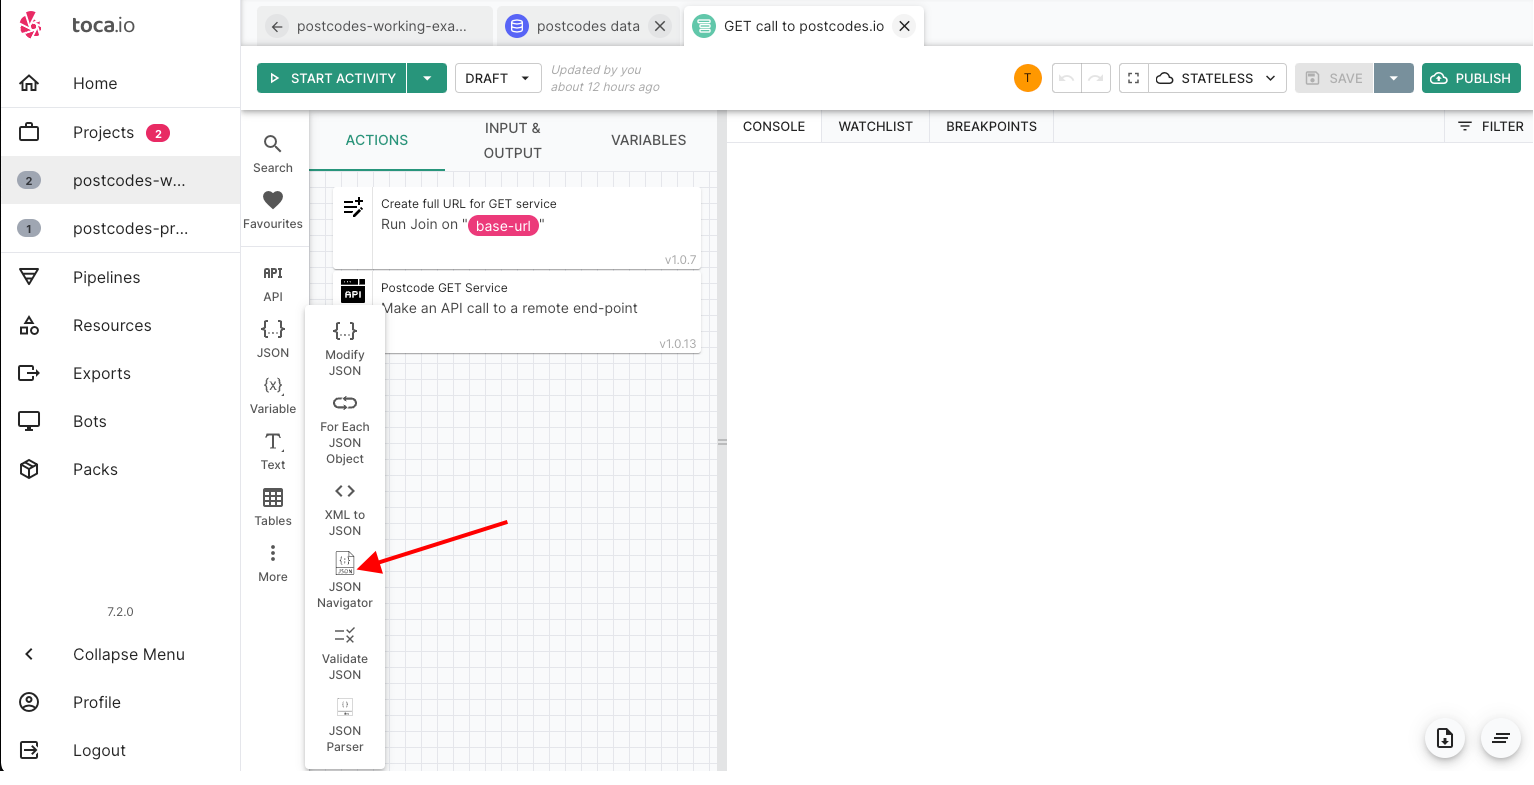 toca.io
Home
Projects 2
2 postcodes-w...
1 postcodes-pr...
Pipelines
Resources
Exports
Bots
Packs
7.2.0
Collapse Menu
Profile
Logout
postcodes-working-exa...
postcodes data
GET call to postcodes.io
START ACTIVITY
DRAFT
Updated by you
about 12 hours ago
T
STATELESS
SAVE
PUBLISH
Search
Favourites
API
API
{...}
JSON
{x}
Variable
T
Text
Tables
More
ACTIONS
INPUT &
OUTPUT
VARIABLES
Create full URL for GET service
Run Join on "base-url"
v1.0.7
API
Postcode GET Service
Make an API call to a remote end-point
v1.0.13
{...}
Modify
JSON
For Each
JSON
Object
XML to
JSON
{:}
JSON
JSON
Navigator
Validate
JSON
JSON
Parser
CONSOLE
WATCHLIST
BREAKPOINTS
FILTER